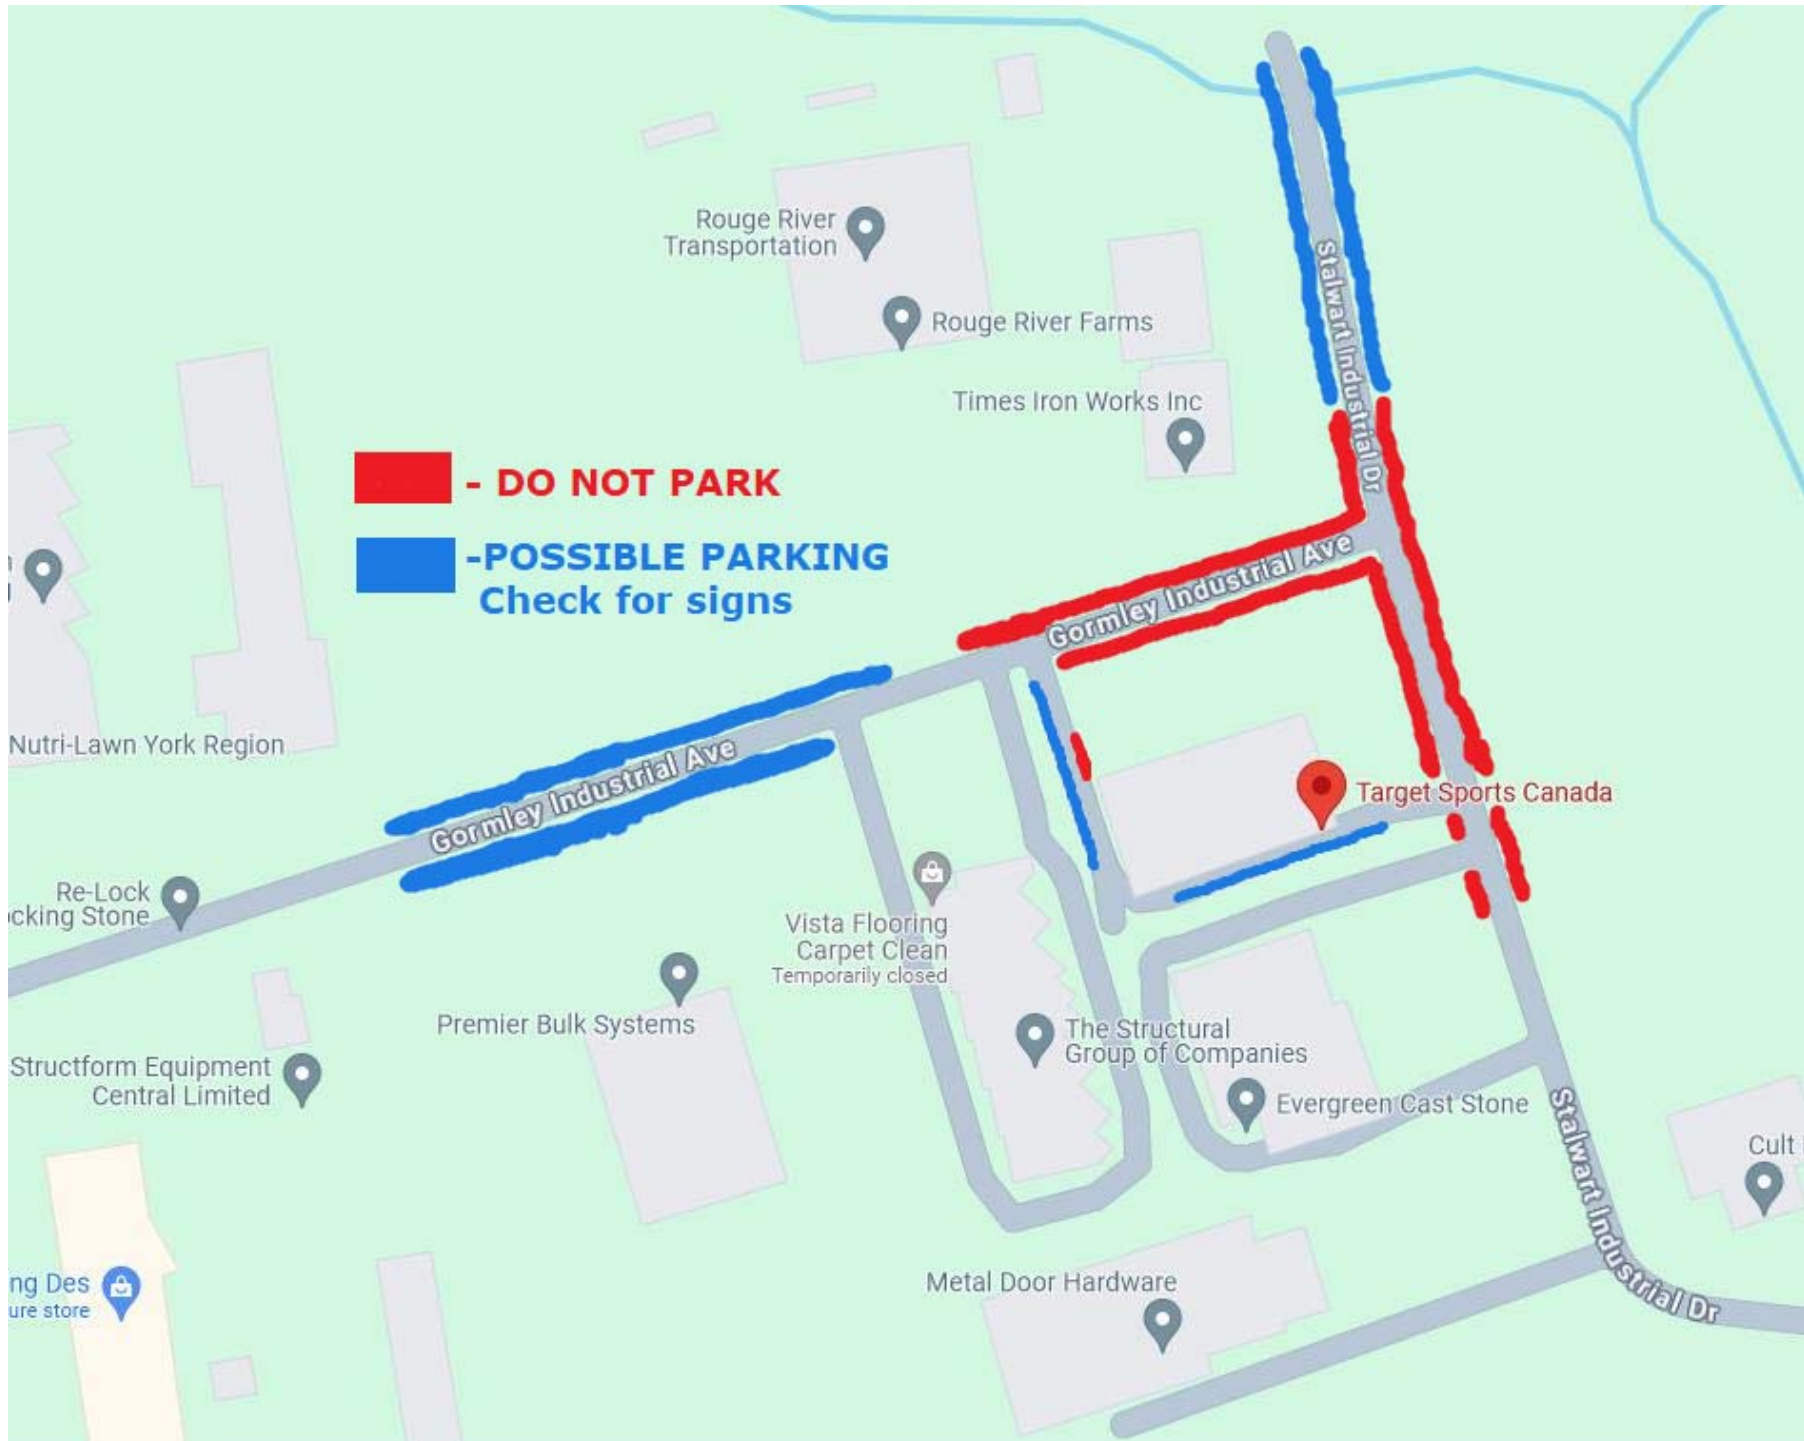 Rouge River
Transportation
Rouge River Farms
Stalwart Industrial Dr
Times Iron Works Inc
- DO NOT PARK
-POSSIBLE PARKING
Check for signs
Gormley Industrial Ave
Nutri-Lawn York Region
Gormley Industrial Ave
Target Sports Canada
Re-Lock
ocking Stone
Vista Flooring
Carpet Clean
Temporarily closed
Premier Bulk Systems
The Structural
Group of Companies
Structform Equipment
Central Limited
Evergreen Cast Stone
Stalwart Industrial Dr
Cult
ng Des
ure store
Metal Door Hardware